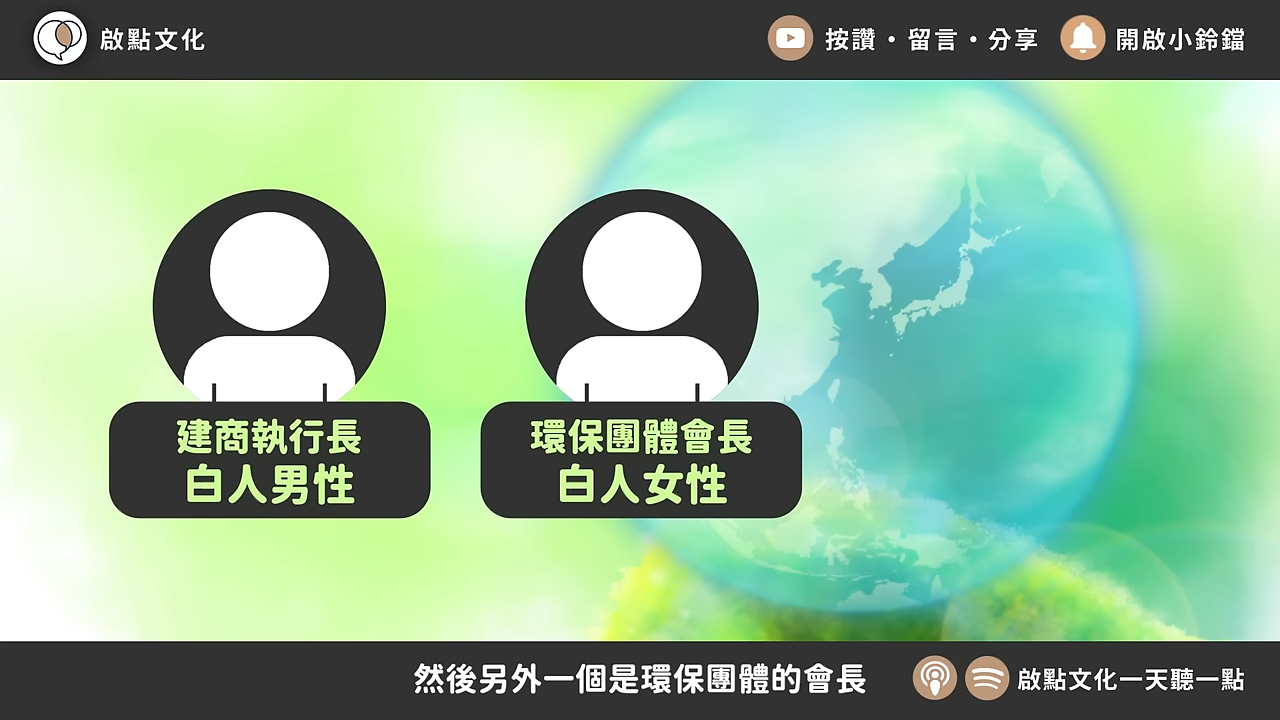 啟點文化
按讚・留言・分享
開啟小鈴鐺
建商執行長
白人男性
環保團體會長
白人女性
然後另外一個是環保團體的會長
啟點文化一天聽一點